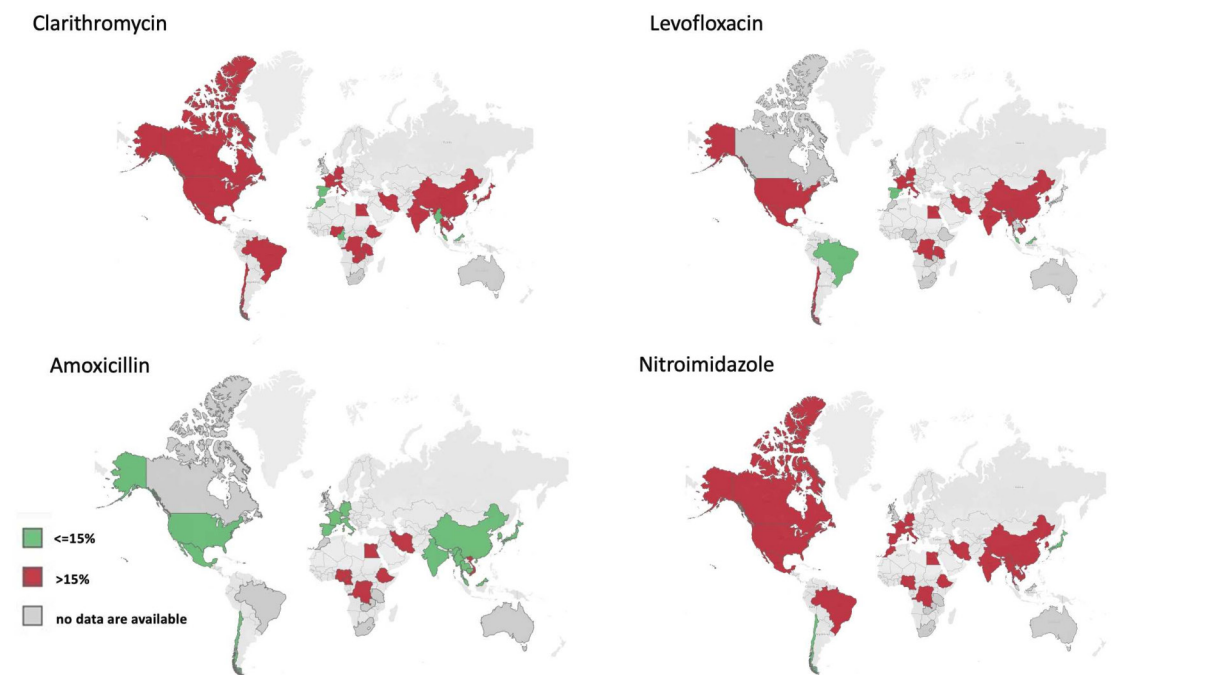 Clarithromycin
Levofloxacin
Amoxicillin
Nitroimidazole
<=15%
>15%
no data are available